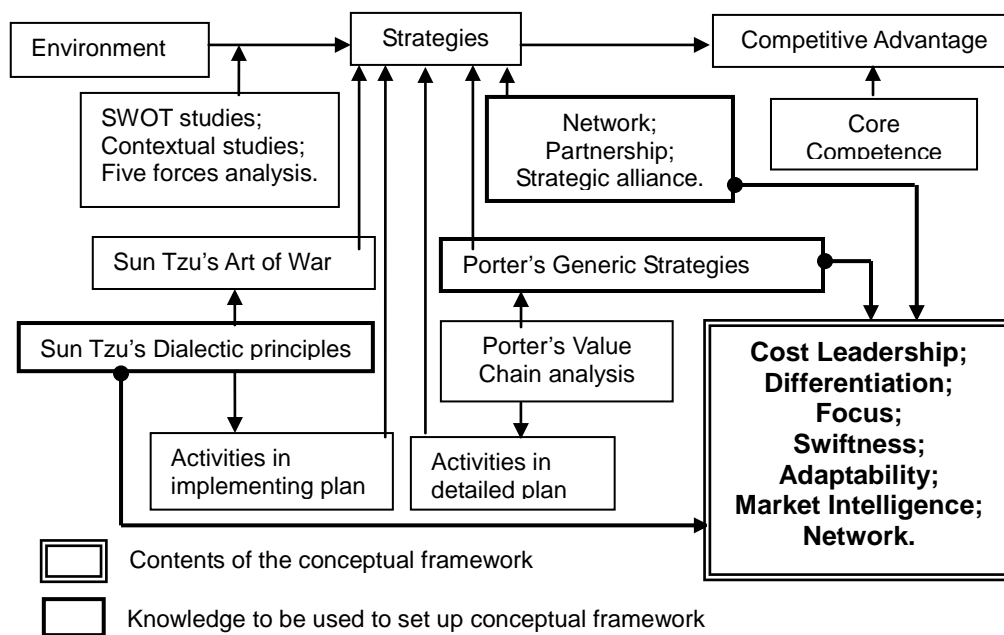 Environment
Strategies
Competitive Advantage
SWOT studies;
Contextual studies;
Five forces analysis.
Network;
Partnership;
Strategic alliance.
Core
Competence
Sun Tzu's Art of War
Porter's Generic Strategies
Sun Tzu's Dialectic principles
Porter's Value
Chain analysis
Cost Leadership;
Differentiation;
Focus;
Swiftness;
Adaptability;
Market Intelligence;
Network.
Activities in
implementing plan
Activities in
detailed plan
Contents of the conceptual framework
Knowledge to be used to set up conceptual framework